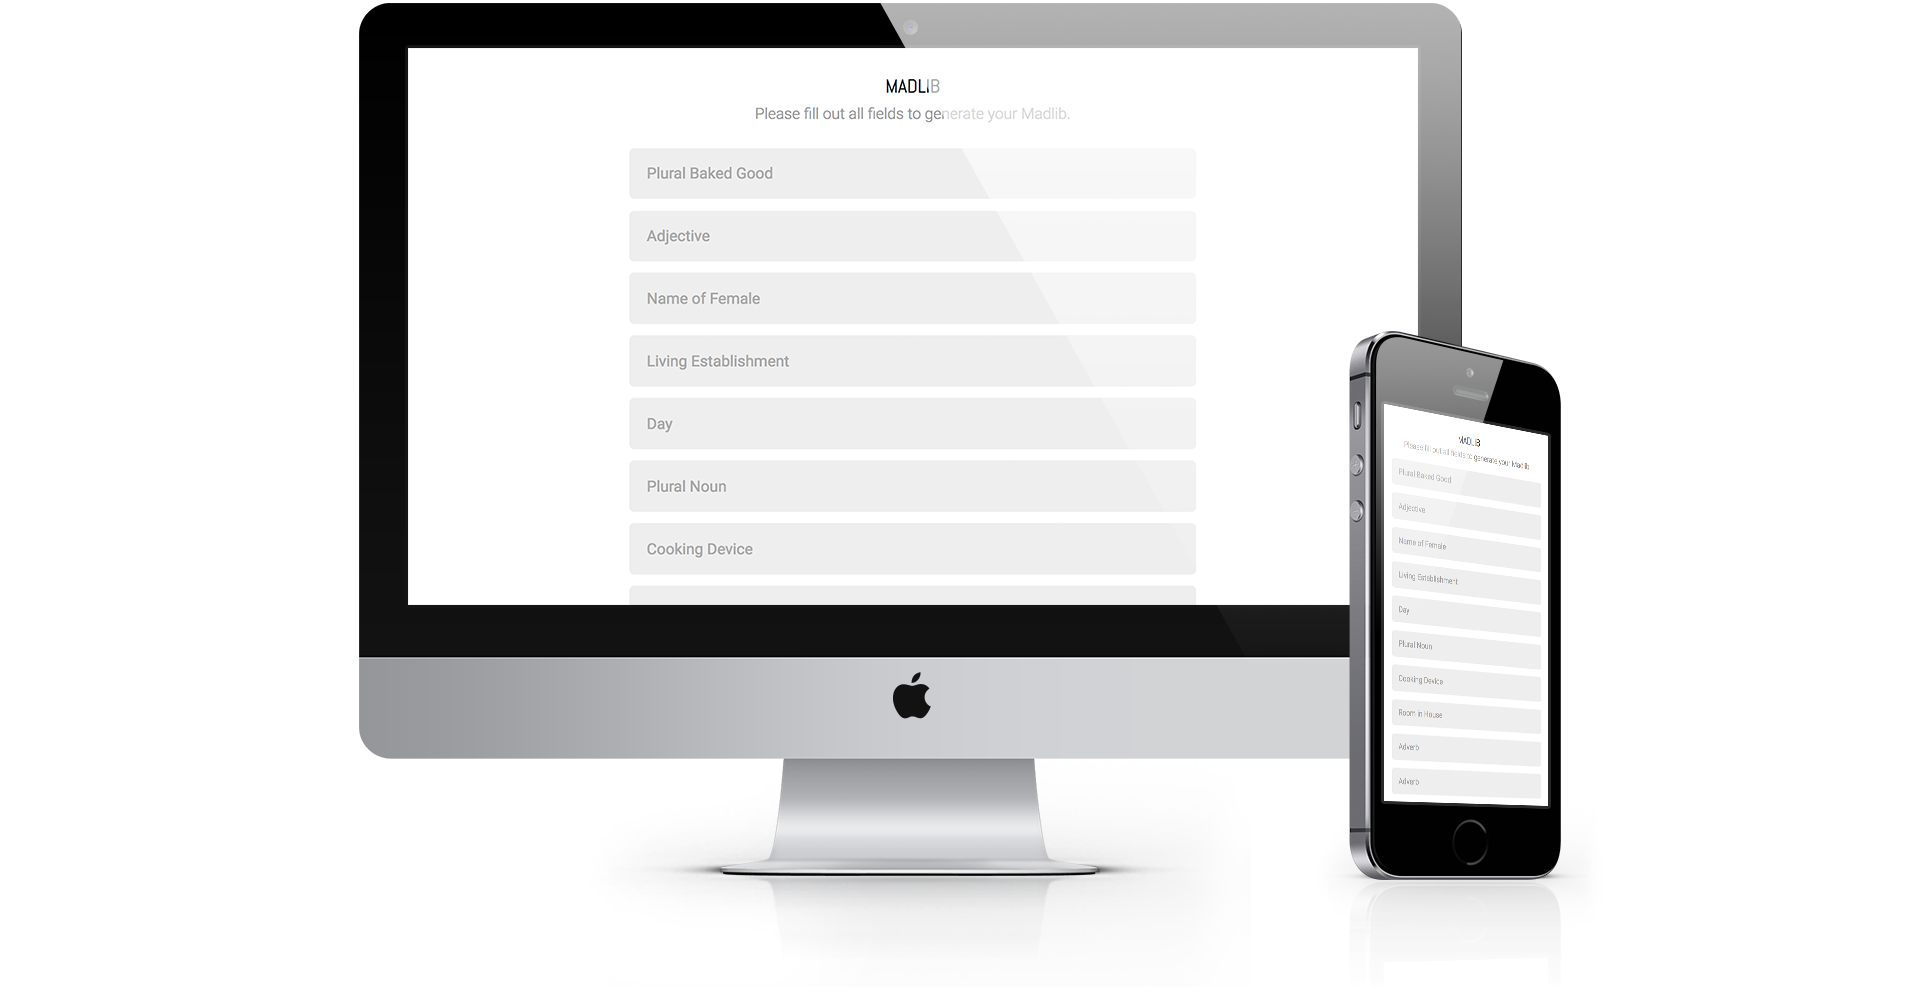 MADLIB
Please fill out all fields to generate your Madlib.
Plural Baked Good
Adjective
Name of Female
Living Establishment
Day
Plural Noun
Cooking Device
MADLIB
Please fill out all fields to generate your Madlib
Plural Baked Good
Adjective
Name of Female
Living Establishment
Day
Plural Noun
Cooking Device
Room in House
Adverb
Adverb